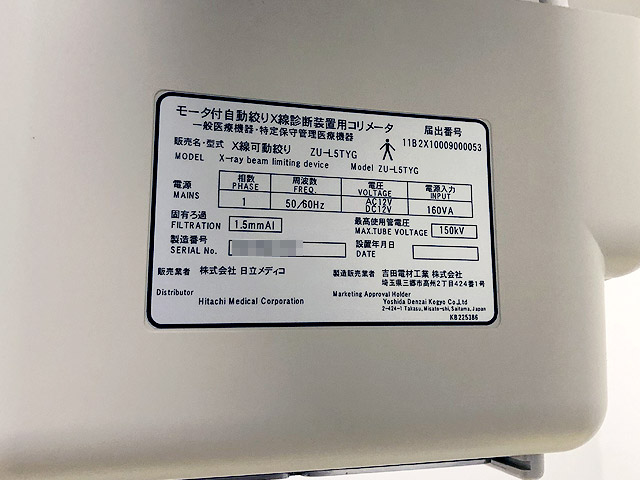 モータ付自動絞りX線診断装置用コリメータ
一般医療機器・特定保守管理医療機器
届出番号
11B2X10009000053
販売名・型式 X線可動絞り ZU-L5TYG
MODEL X-ray beam limiting device Model ZU-L5TYG
電源 MAINS
相数 PHASE 周波数 FREQ. 電圧 VOLTAGE 電源入力 INPUT
1 50/60Hz AC12V DC12V 160VA
固有ろ過 FILTRATION 1.5mmAl
最高使用管電圧 MAX.TUBE VOLTAGE 150kV
製造番号 SERIAL No.
設置年月日 DATE
販売業者 株式会社 日立メディコ
Distributor Hitachi Medical Corporation
製造販売業者 吉田電材工業 株式会社
埼玉県三郷市高州2丁目424番1号
Marketing Approval Holder
Yoshida Denzai Kogyo Co.,Ltd
2-424-1 Takasu, Misato-shi, Saitama, Japan
KB225386